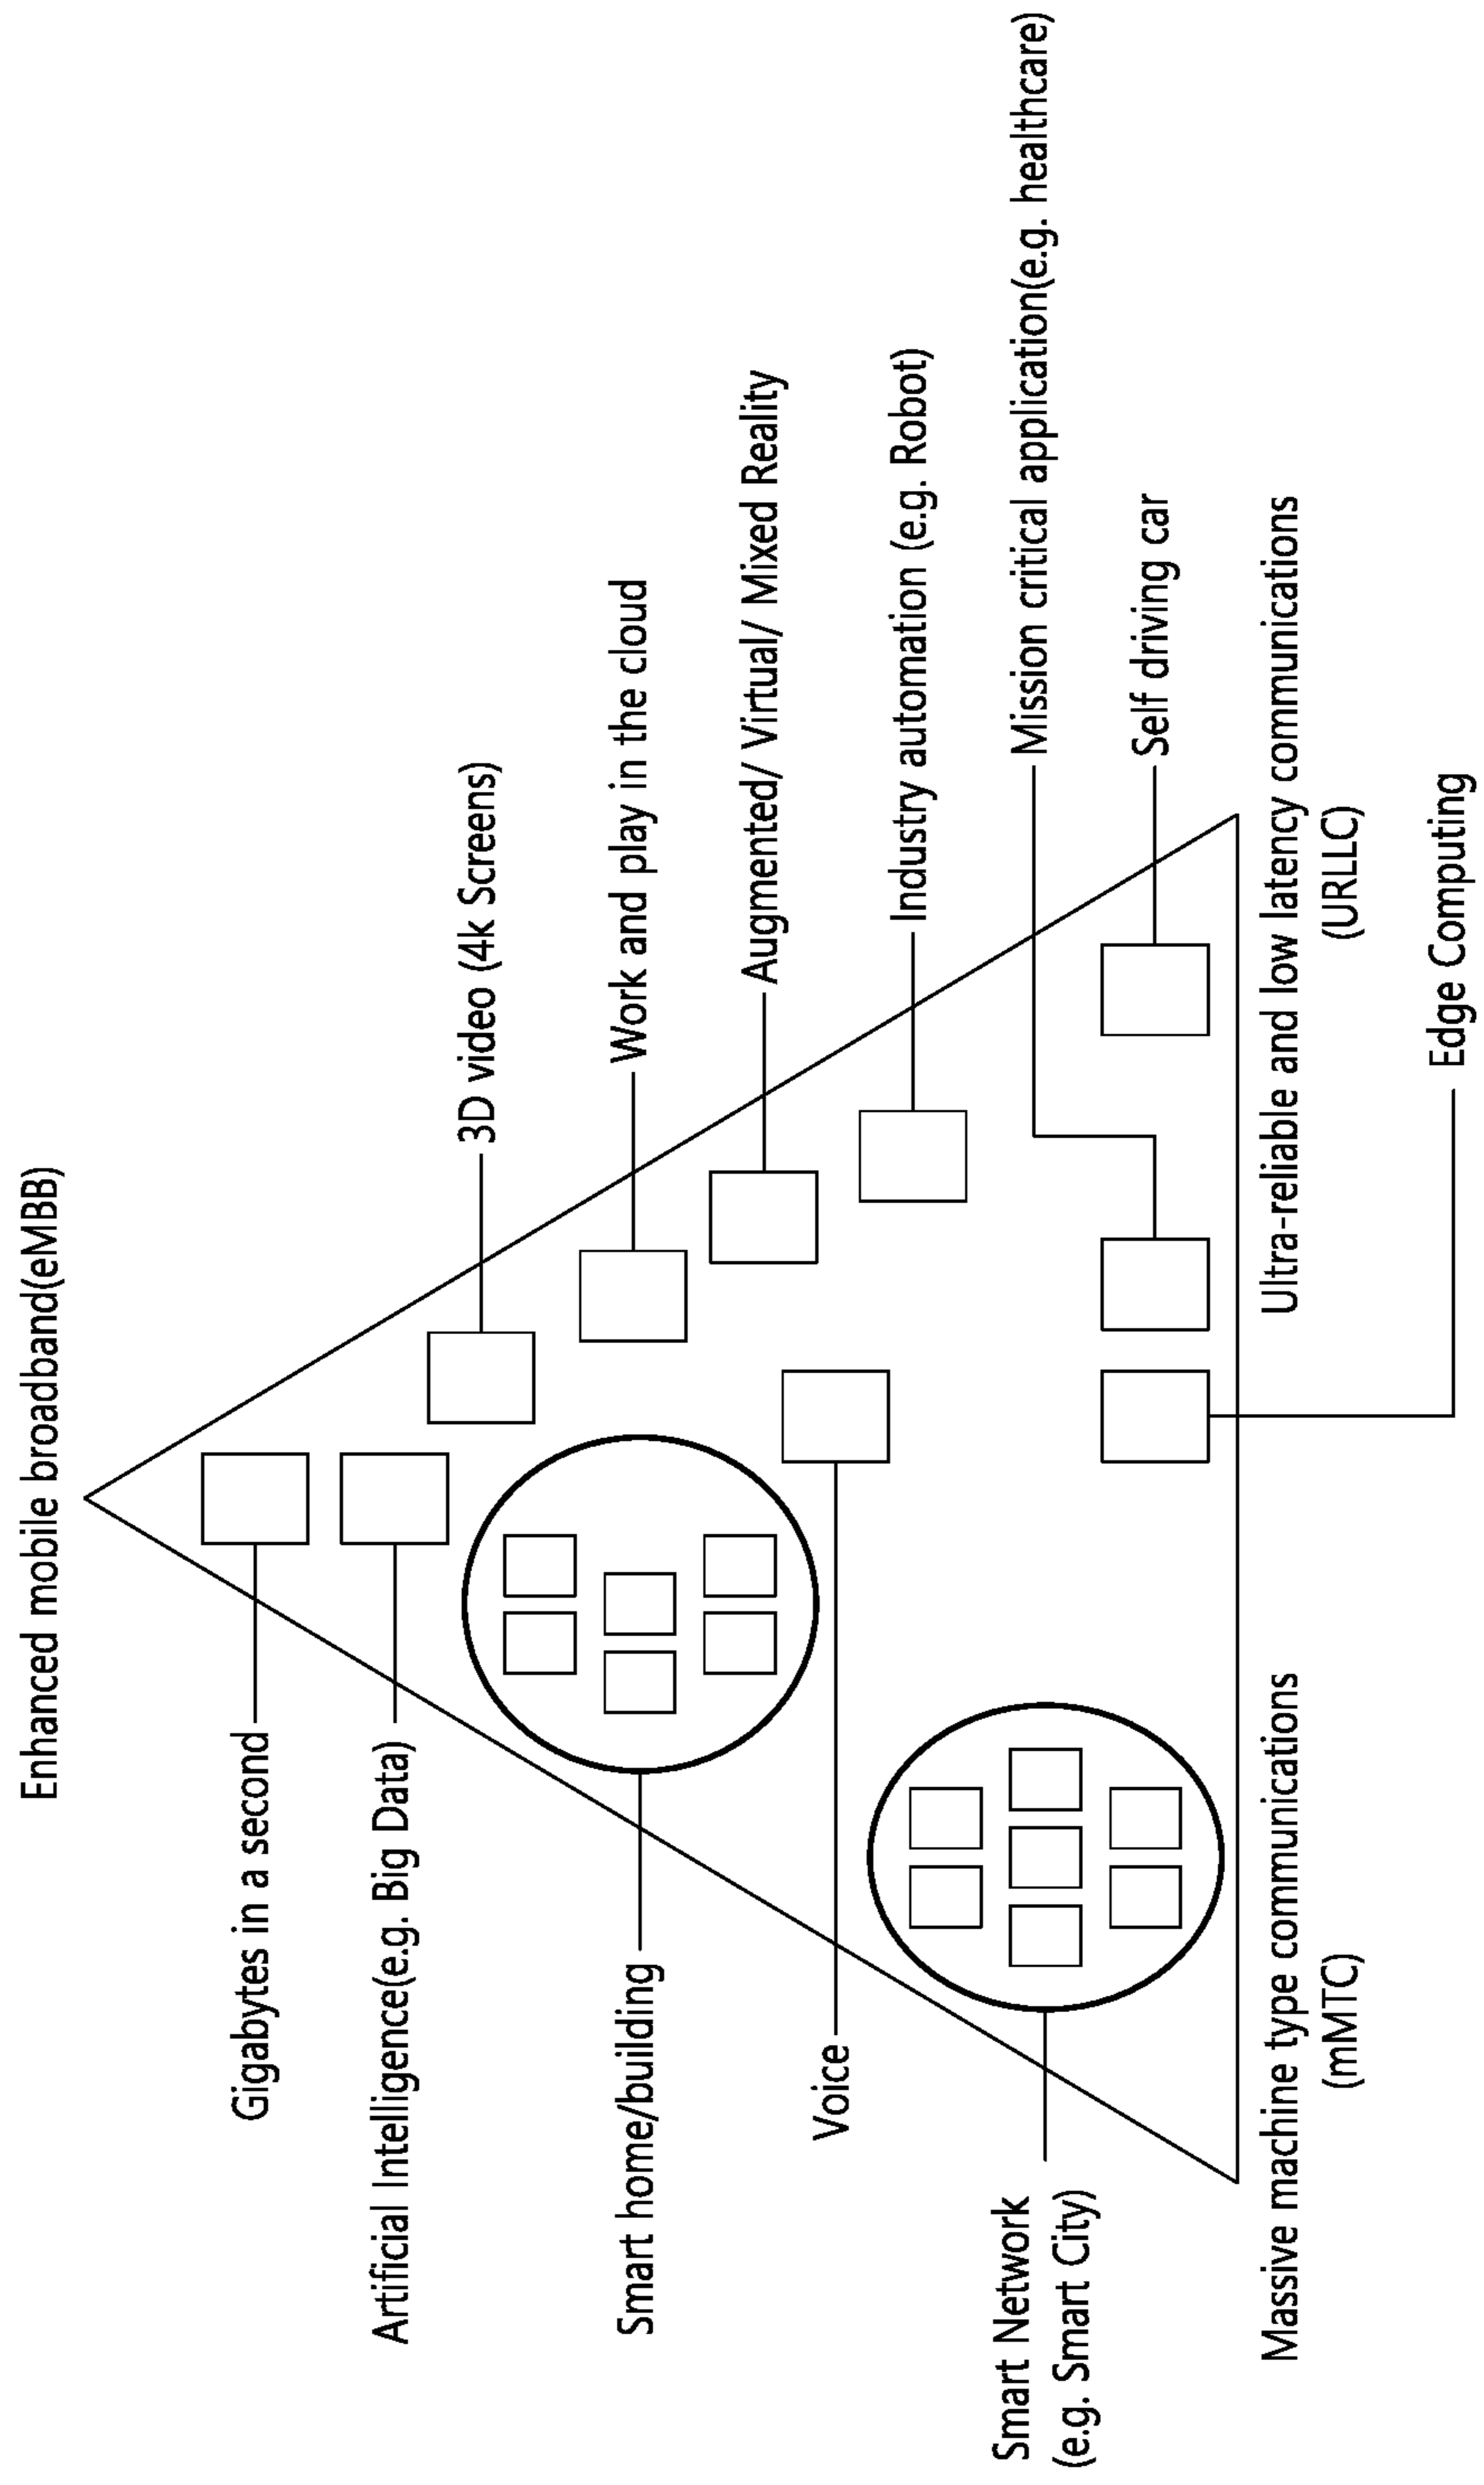 Enhanced mobile broadband(eMBB)
Gigabytes in a second
Artificial Intelligence(e.g. Big Data)
3D video (4k Screens)
Smart home/building
Work and play in the cloud
Augmented/ Virtual/ Mixed Reality
Voice
Industry automation (e.g. Robot)
Smart Network
(e.g. Smart City)
Mission critical application(e.g. healthcare)
Self driving car
Massive machine type communications
(mMTC)
Ultra-reliable and low latency communications
(URLLC)
Edge Computing